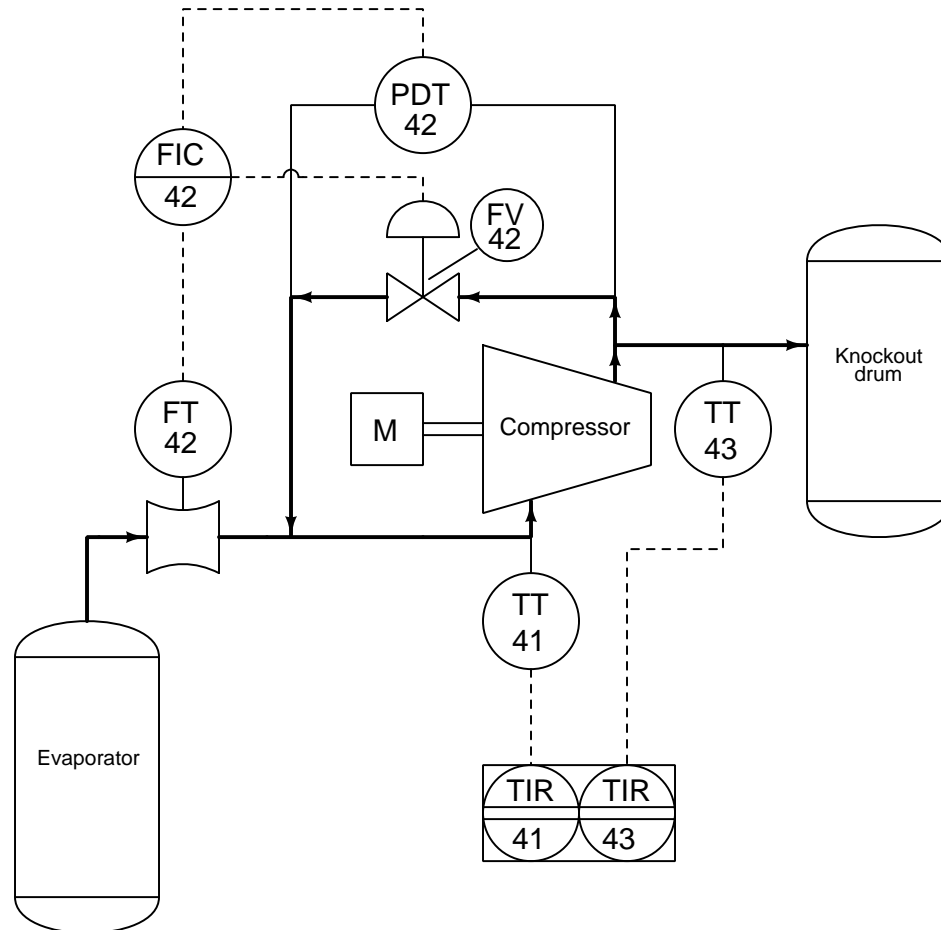 PDT
42
FIC
42
FV
42
Knockout
drum
FT
42
M
Compressor
TT
43
TT
41
Evaporator
TIR
41
TIR
43